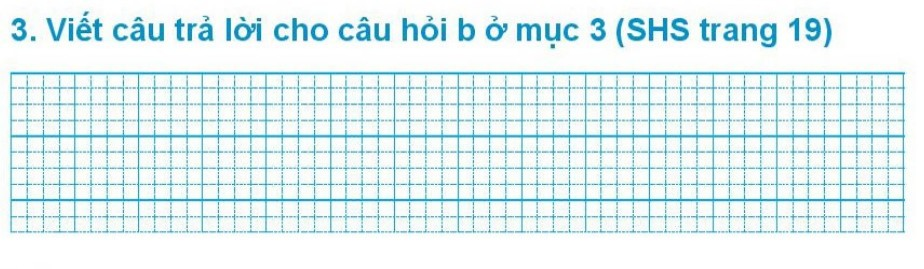 3. Viết câu trả lời cho câu hỏi b ở mục 3 (SHS trang 19)